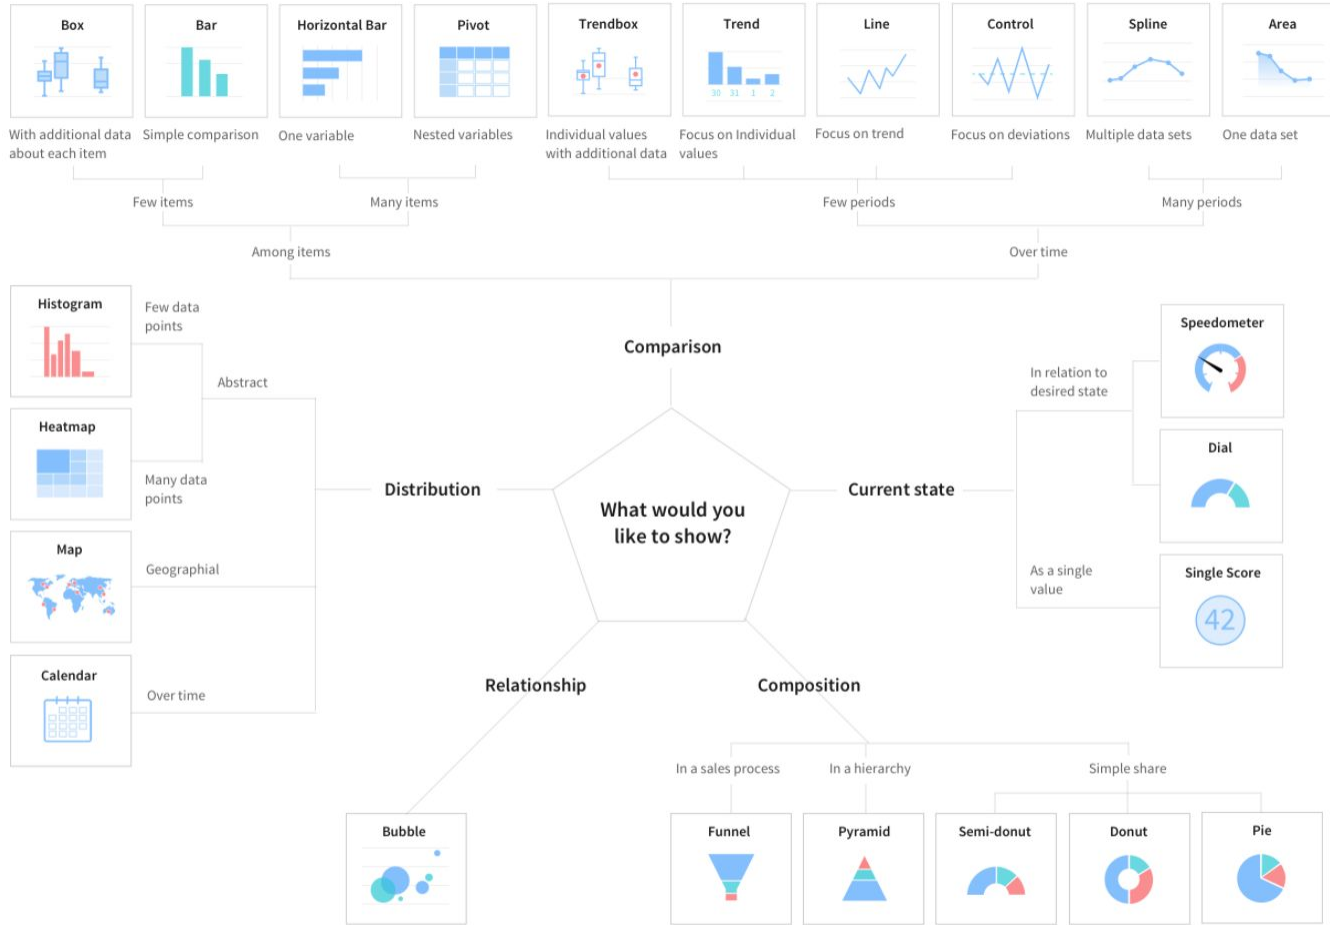 Box
Bar
Horizontal Bar
Pivot
Trendbox
Trend
Line
Control
Spline
Area
30 31 1 2
With additional data
about each item
Simple comparison
One variable
Nested variables
Individual values
with additional data
Focus on Individual
values
Focus on trend
Focus on deviations
Multiple data sets
One data set
Few items
Many items
Few periods
Many periods
Among items
Over time
Comparison
Histogram
Few data
points
Abstract
Heatmap
Many data
points
Map
Geographial
Calendar
Over time
Distribution
What would you
like to show?
Current state
In relation to
desired state
Speedometer
Dial
As a single
value
Single Score
42
Relationship
Bubble
Composition
In a sales process
In a hierarchy
Simple share
Funnel
Pyramid
Semi-donut
Donut
Pie